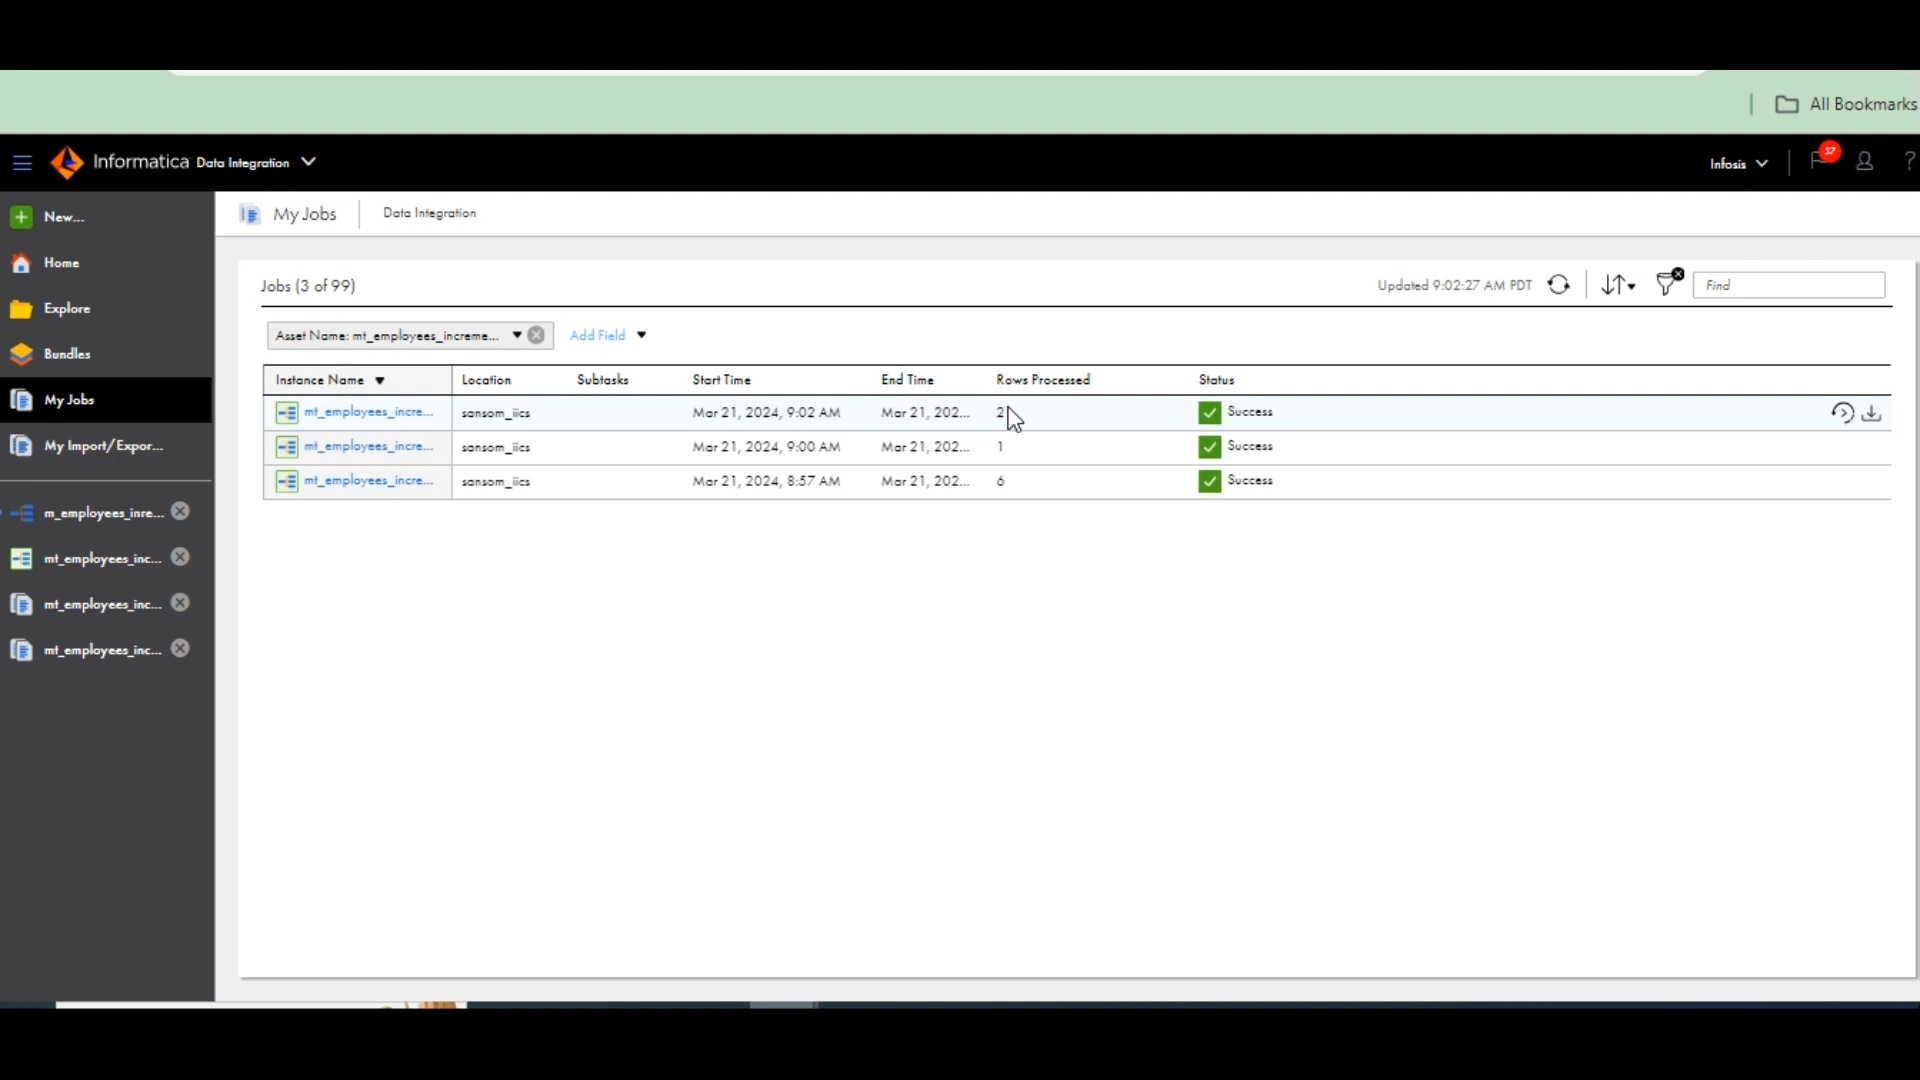 All Bookmarks
Informatica Data Integration
Infosis
37
?
New...
Home
Explore
Bundles
My Jobs
My Import/Expor...
m_employees_inre...
mt_employees_inc...
mt_employees_inc...
mt_employees_inc...
My Jobs
Data Integration
Jobs (3 of 99)
Updated 9:02:27 AM PDT
Find
Asset Name: mt_employees_increme...
Add Field
Instance Name Location Subtasks Start Time End Time Rows Processed Status
mt_employees_incre... sansom_iics Mar 21, 2024, 9:02 AM Mar 21, 202... 2 Success
mt_employees_incre... sansom_iics Mar 21, 2024, 9:00 AM Mar 21, 202... 1 Success
mt_employees_incre... sansom_iics Mar 21, 2024, 8:57 AM Mar 21, 202... 6 Success